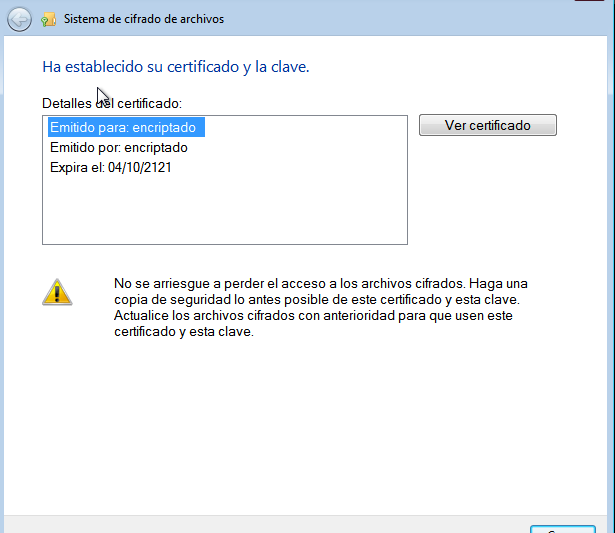 Sistema de cifrado de archivos
Ha establecido su certificado y la clave.
Detalles del certificado:
Emitido para: encriptado
Ver certificado
Emitido por: encriptado
Expira el: 04/10/2121
No se arriesgue a perder el acceso a los archivos cifrados. Haga una
copia de seguridad lo antes posible de este certificado y esta clave.
Actualice los archivos cifrados con anterioridad para que usen este
certificado y esta clave.